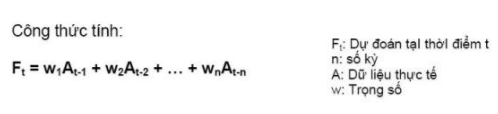 Công thức tính:
Fₜ = w₁Aₜ₋₁ + w₂Aₜ₋₂ + … + wₙAₜ₋ₙ
Fₜ: Dự đoán tại thời điểm t
n: số kỳ
A: Dữ liệu thực tế
w: Trọng số